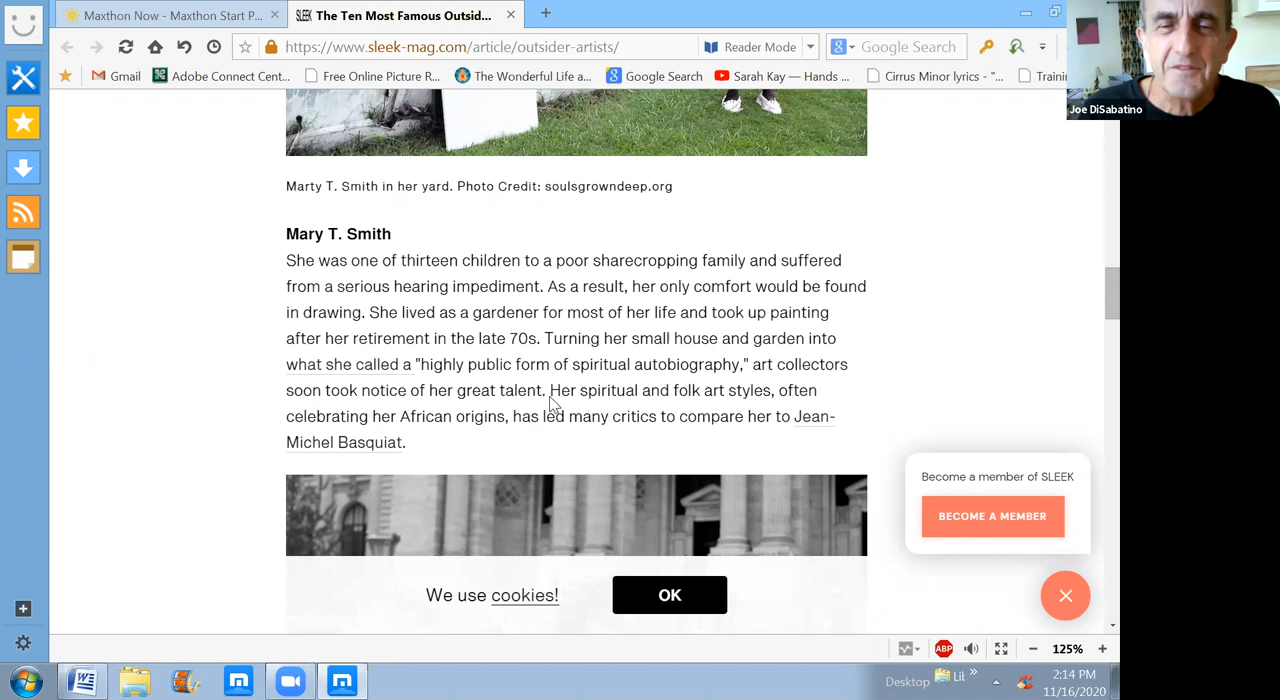 Maxthon Now - Maxthon Start P...
The Ten Most Famous Outsid...
https://www.sleek-mag.com/article/outsider-artists/
Reader Mode
Google Search
Gmail
Adobe Connect Cent...
Free Online Picture R...
The Wonderful Life a...
Google Search
Sarah Kay — Hands ...
Cirrus Minor lyrics - "...
Traini
Joe DiSabatino
Marty T. Smith in her yard. Photo Credit: soulsgrowndeep.org
Mary T. Smith
She was one of thirteen children to a poor sharecropping family and suffered
from a serious hearing impediment. As a result, her only comfort would be found
in drawing. She lived as a gardener for most of her life and took up painting
after her retirement in the late 70s. Turning her small house and garden into
what she called a "highly public form of spiritual autobiography," art collectors
soon took notice of her great talent. Her spiritual and folk art styles, often
celebrating her African origins, has led many critics to compare her to Jean-
Michel Basquiat.
Become a member of SLEEK
BECOME A MEMBER
We use cookies!
OK
ABP
125%
Desktop
Lil
2:14 PM
11/16/2020